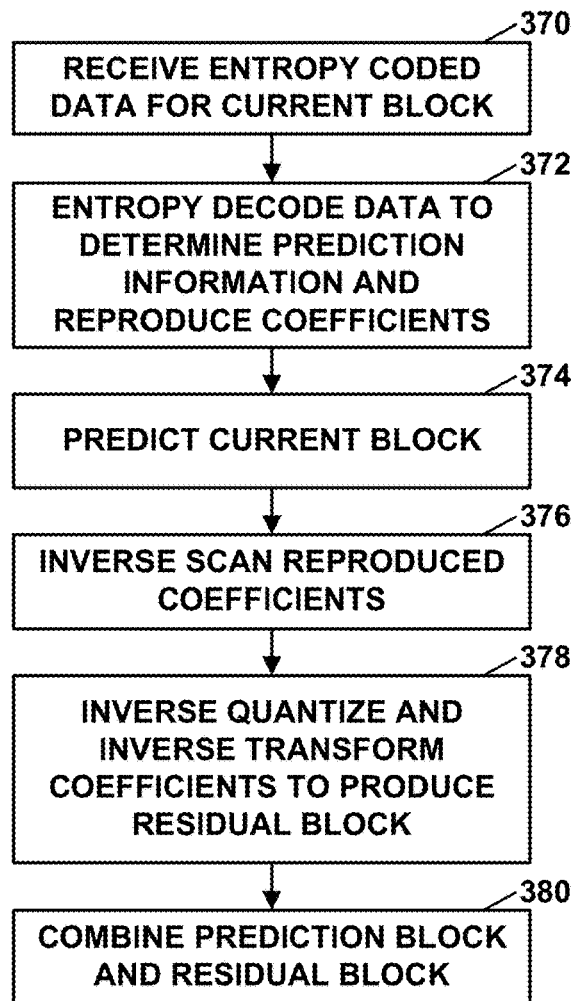 370
RECEIVE ENTROPY CODED
DATA FOR CURRENT BLOCK
372
ENTROPY DECODE DATA TO
DETERMINE PREDICTION
INFORMATION AND
REPRODUCE COEFFICIENTS
374
PREDICT CURRENT BLOCK
376
INVERSE SCAN REPRODUCED
COEFFICIENTS
378
INVERSE QUANTIZE AND
INVERSE TRANSFORM
COEFFICIENTS TO PRODUCE
RESIDUAL BLOCK
380
COMBINE PREDICTION BLOCK
AND RESIDUAL BLOCK